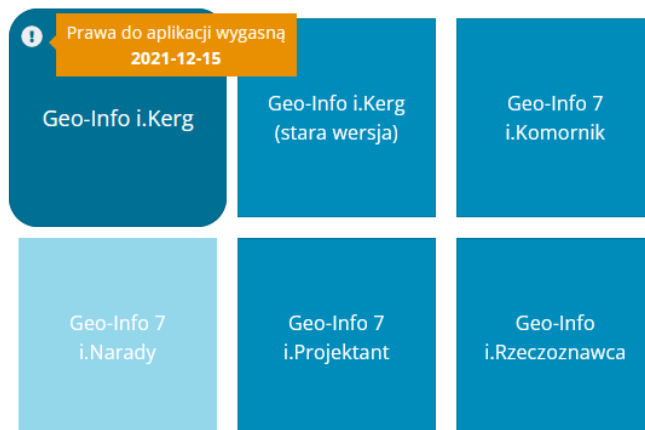 Prawa do aplikacji wygasną
2021-12-15
Geo-Info i.Kerg
Geo-Info i.Kerg
(stara wersja)
Geo-Info 7
i.Komornik
Geo-Info 7
i.Narady
Geo-Info 7
i.Projektant
Geo-Info
i.Rzeczoznawca